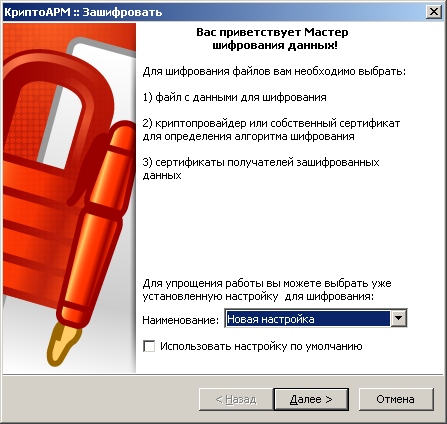 КриптоАРМ :: Зашифровать
Вас приветствует Мастер
шифрования данных!
Для шифрования файлов вам необходимо выбрать:
1) файл с данными для шифрования
2) криптопровайдер или собственный сертификат
для определения алгоритма шифрования
3) сертификаты получателей зашифрованных
данных
Для упрощения работы вы можете выбрать уже
установленную настройку для шифрования:
Наименование: Новая настройка
Использовать настройку по умолчанию
< Назад Далее > Отмена